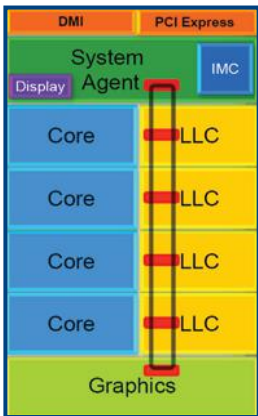 DMI PCI Express
System
Agent
IMC
Display
Core LLC
Core LLC
Core LLC
Core LLC
Graphics